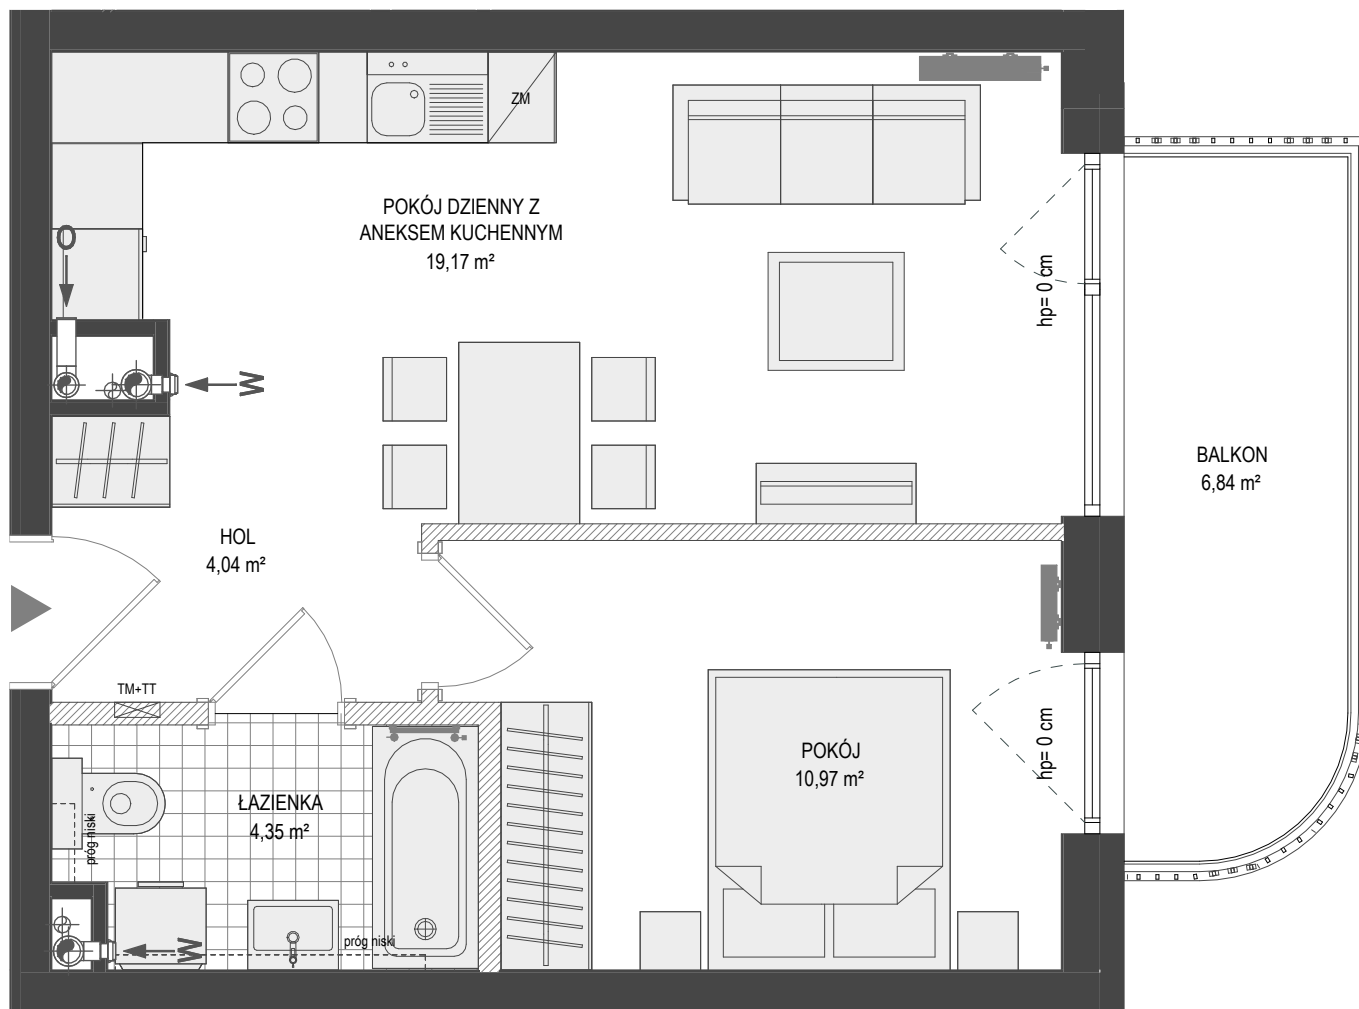 ZM
POKÓJ DZIENNY Z
ANEKSEM KUCHENNYM
19,17 m²
O
hp= 0 cm
W
BALKON
6,84 m²
HOL
4,04 m²
TM+TT
POKÓJ
10,97 m²
hp= 0 cm
ŁAZIENKA
4,35 m²
próg niski
W
próg niski